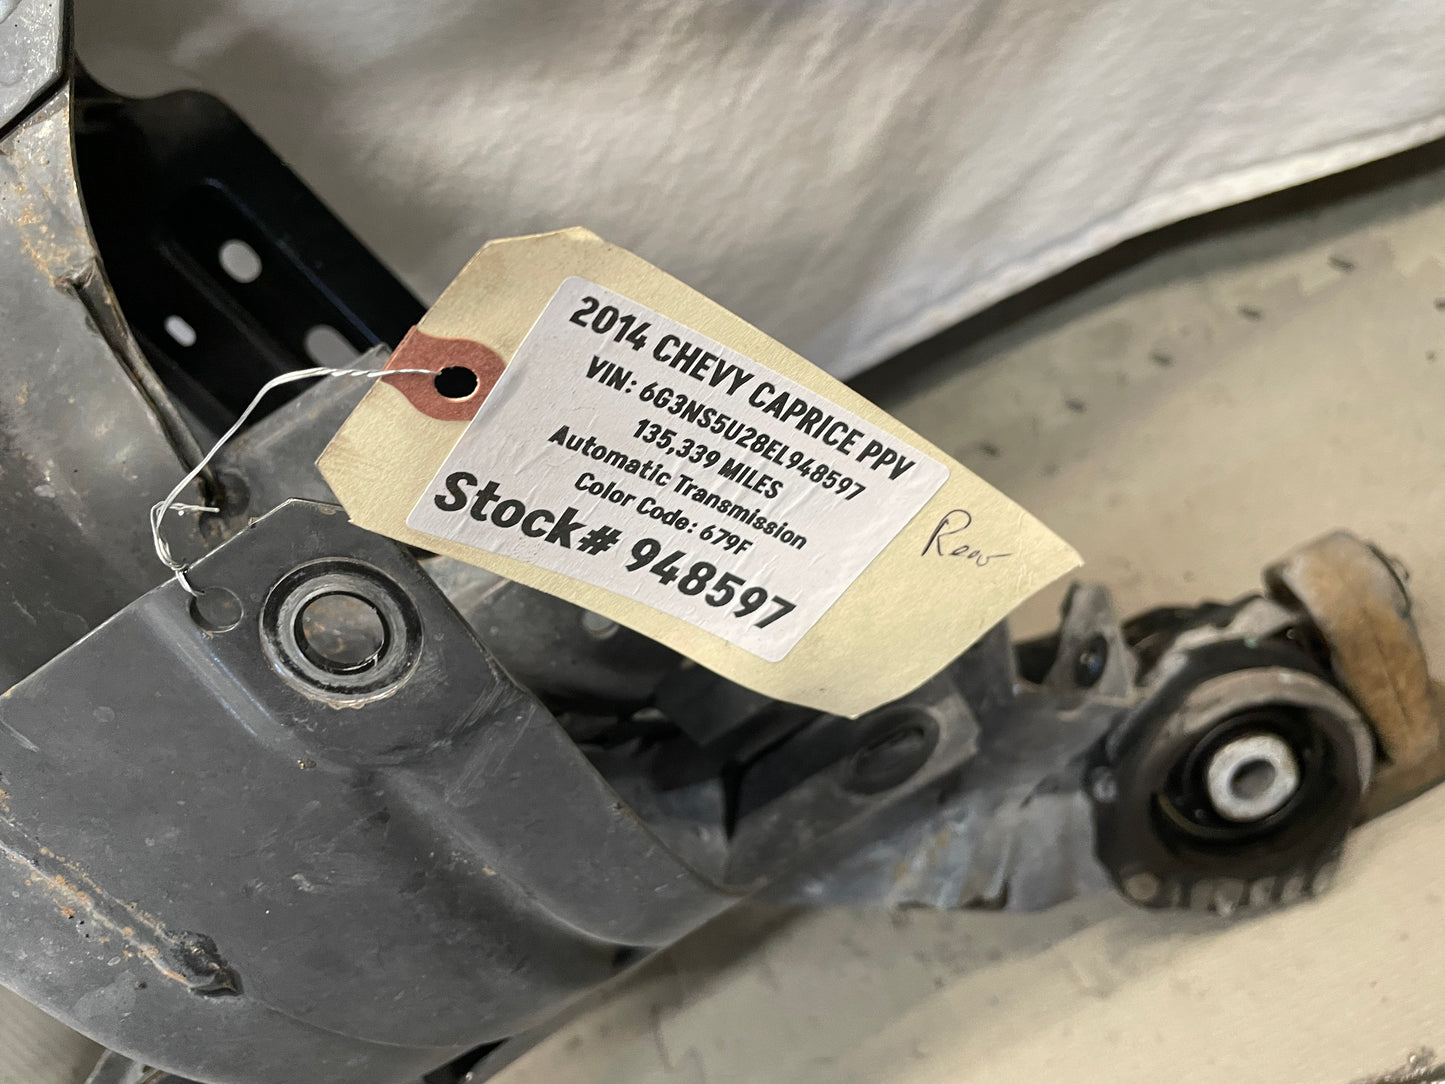 2014 CHEVY CAPRICE PPV
VIN: 6G3NS5U28EL948597
135,339 MILES
Automatic Transmission
Color Code: 679F
Stock# 948597
Rear